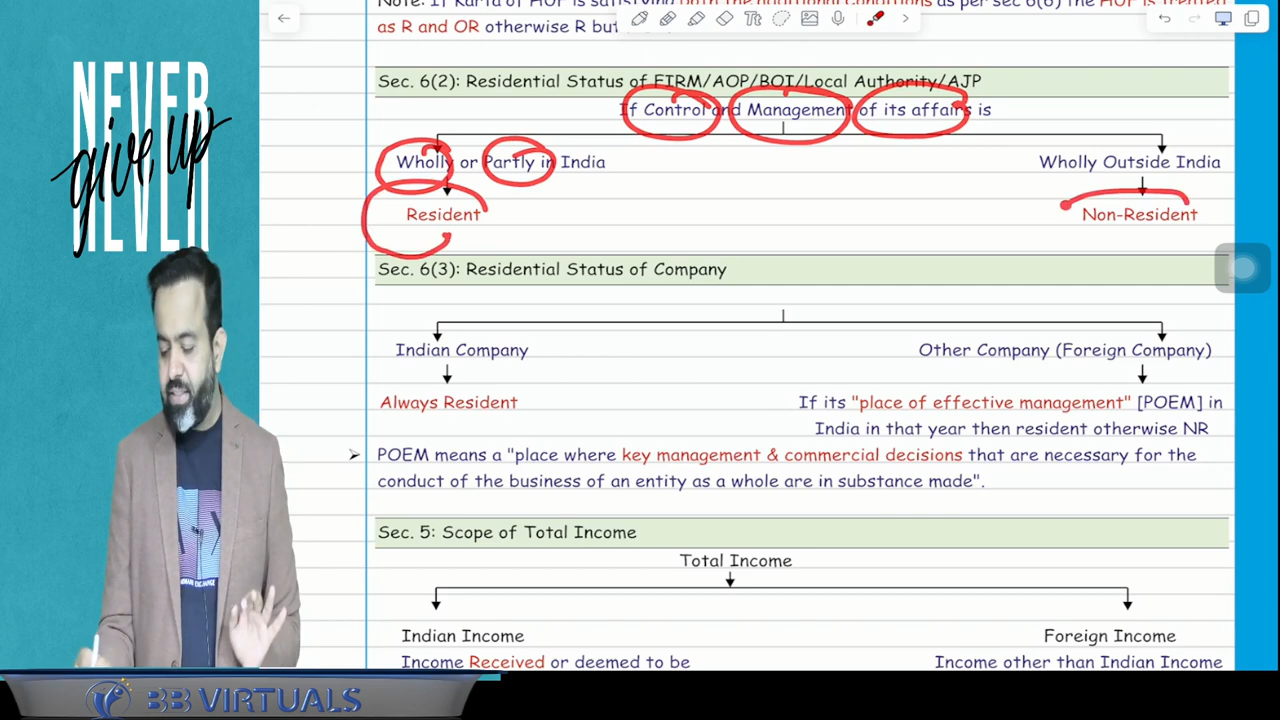 NEVER
give up
NEVER
as R and OR otherwise R but
Sec. 6(2): Residential Status of FIRM/AOP/BOI/Local Authority/AJP
If Control and Management of its affairs is
Wholly or Partly in India
Wholly Outside India
Resident
Non-Resident
Sec. 6(3): Residential Status of Company
Indian Company
Other Company (Foreign Company)
Always Resident
If its "place of effective management" [POEM] in
India in that year then resident otherwise NR
➢ POEM means a "place where key management & commercial decisions that are necessary for the
conduct of the business of an entity as a whole are in substance made".
Sec. 5: Scope of Total Income
Total Income
Indian Income
Foreign Income
Income Received or deemed to be
Income other than Indian Income
BB VIRTUALS